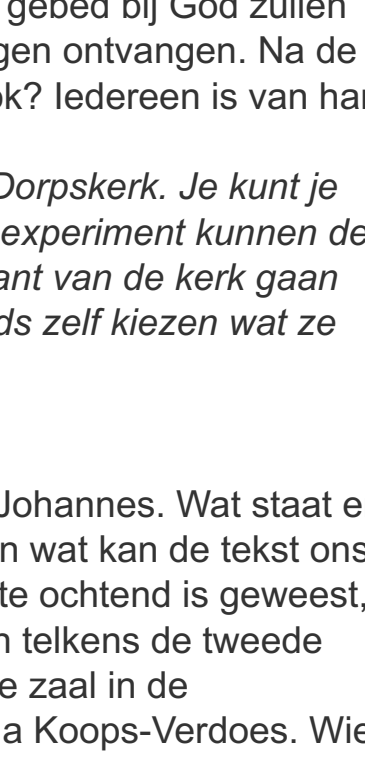 gebed bij God zullen
gen ontvangen. Na de
ok? Iedereen is van har
Dorpskerk. Je kunt je
experiment kunnen de
ant van de kerk gaan
ds zelf kiezen wat ze
Johannes. Wat staat e
n wat kan de tekst ons
te ochtend is geweest,
n telkens de tweede
e zaal in de
a Koops-Verdoes. Wie